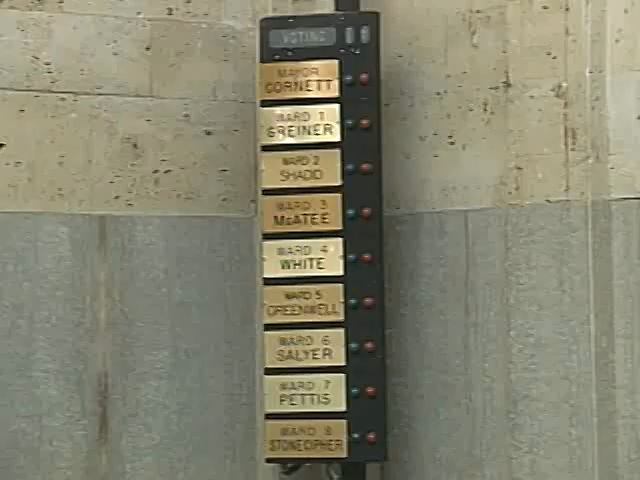 VOTING
MAYOR
CORNETT
WARD 1
GREINER
WARD 2
SHADID
WARD 3
McATEE
WARD 4
WHITE
WARD 5
GREENWELL
WARD 6
SALYER
WARD 7
PETTIS
WARD 8
STONECIPHER